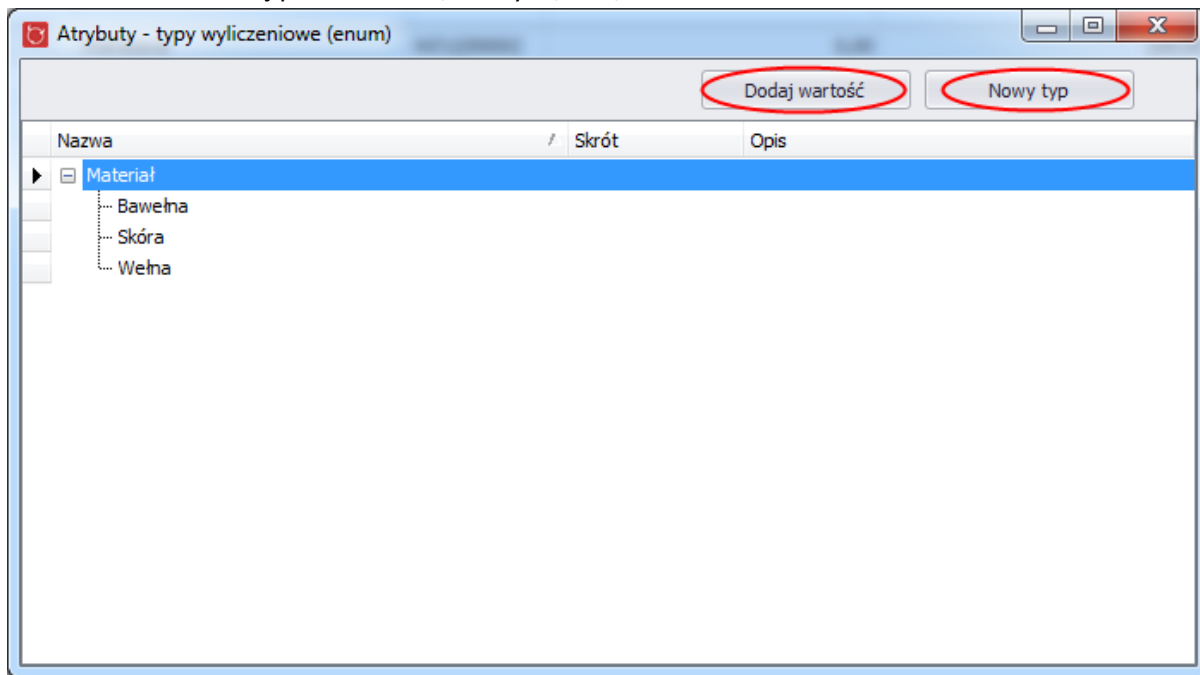 Atrybuty - typy wyliczeniowe (enum)
Dodaj wartość Nowy typ
Nazwa Skrót Opis
Materiał
Bawełna
Skóra
Wełna